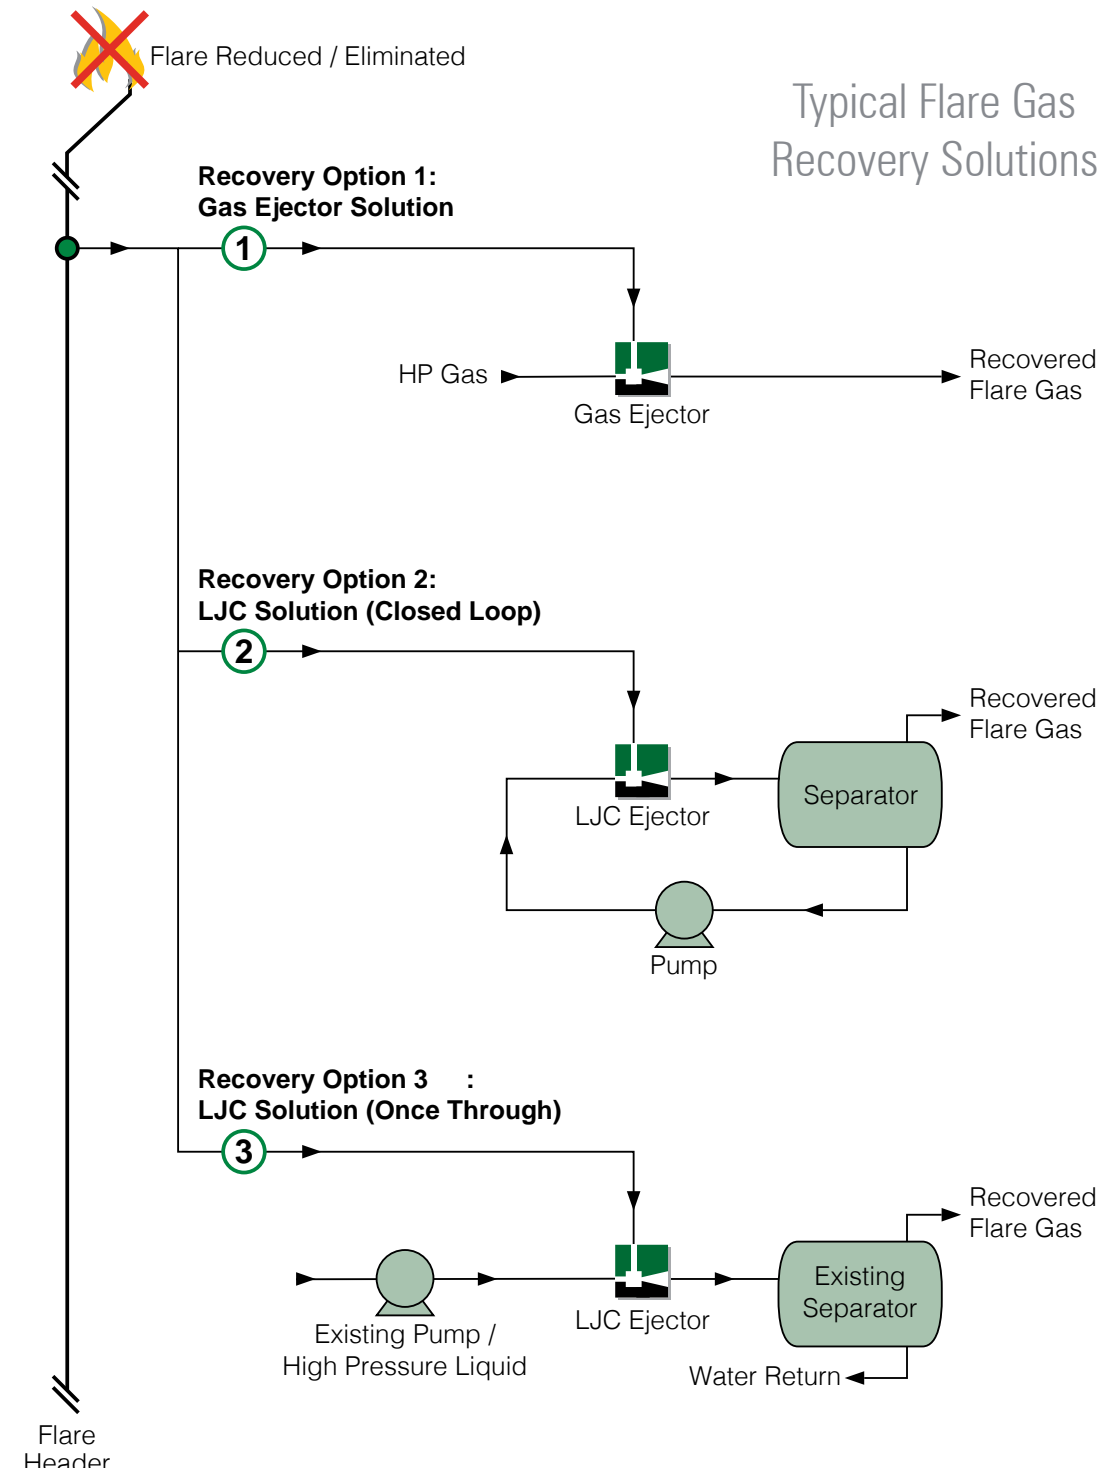 Flare Reduced / Eliminated
Typical Flare Gas
Recovery Solutions
Recovery Option 1:
Gas Ejector Solution
1
HP Gas
Gas Ejector
Recovered
Flare Gas
Recovery Option 2:
LJC Solution (Closed Loop)
2
Recovered
Flare Gas
Separator
LJC Ejector
Pump
Recovery Option 3 :
LJC Solution (Once Through)
3
Recovered
Flare Gas
Existing
Separator
LJC Ejector
Existing Pump /
High Pressure Liquid
Water Return
Flare
Header